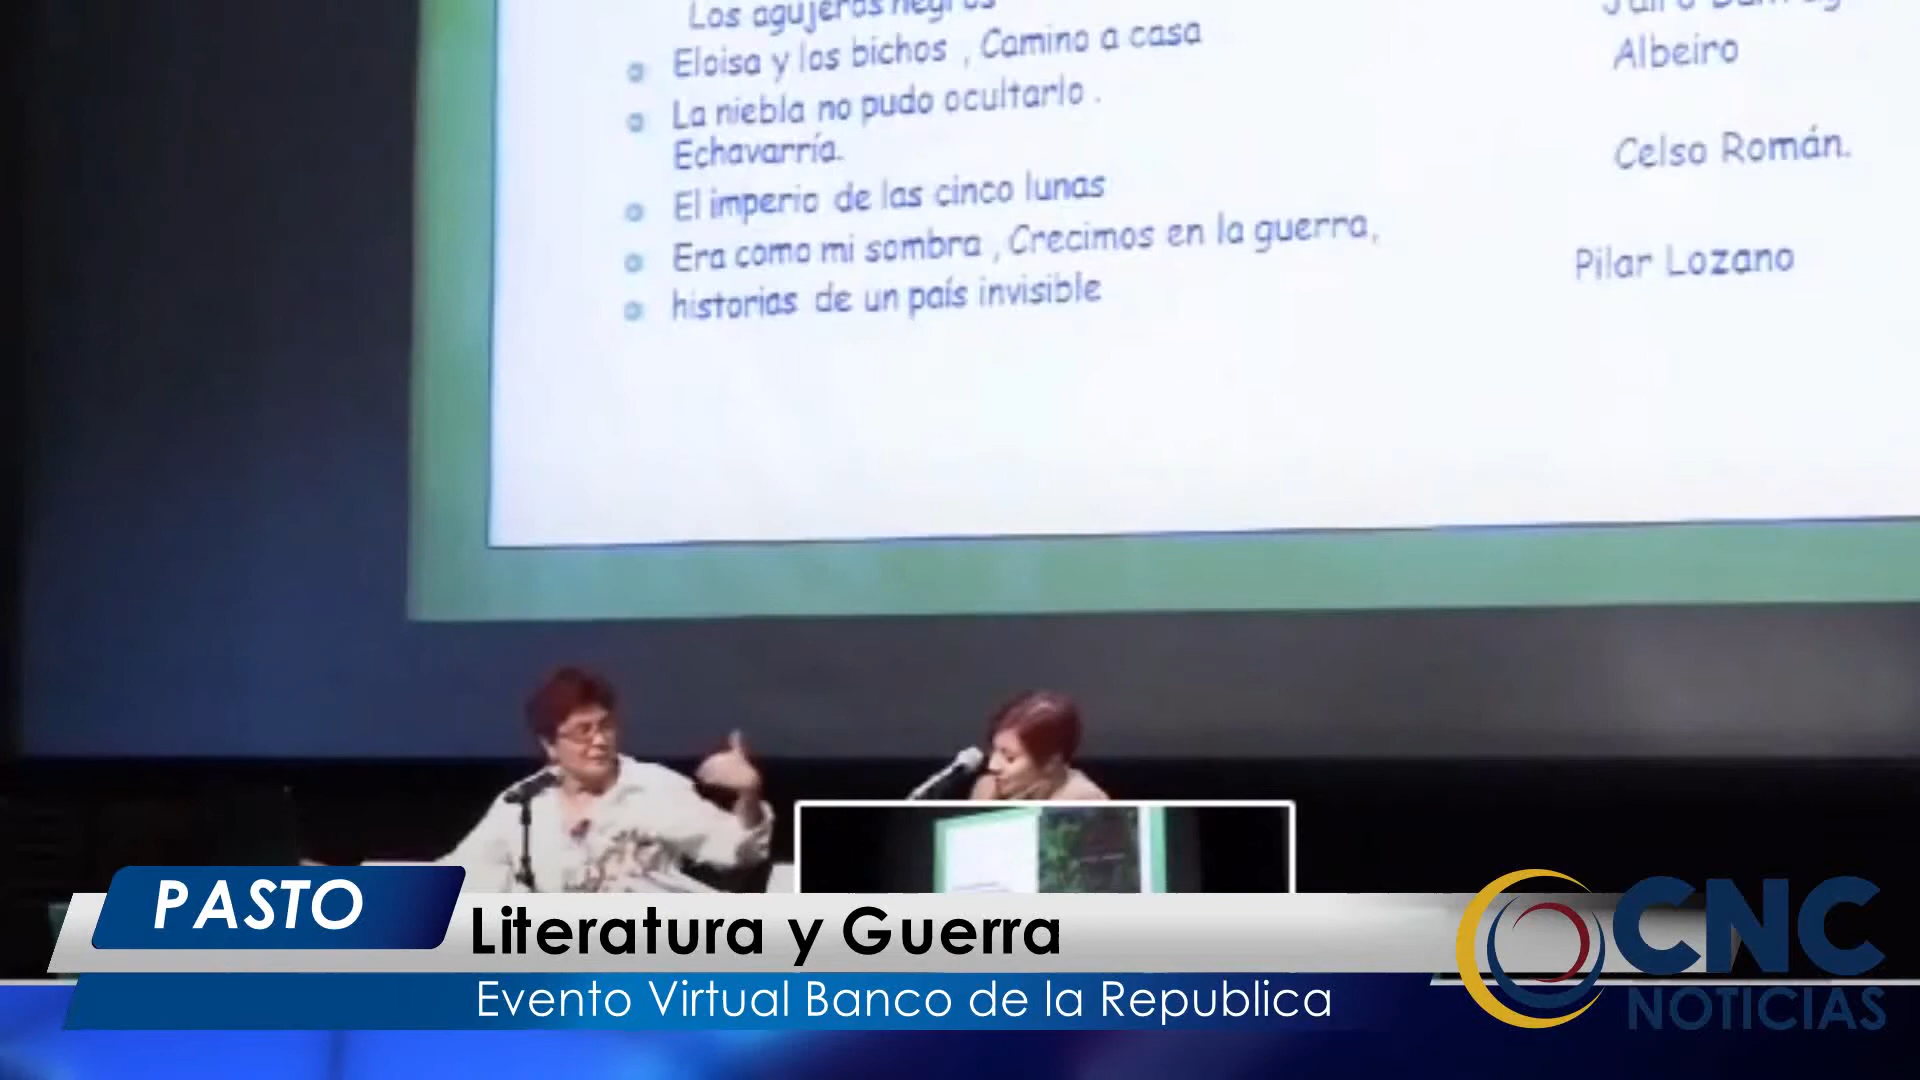 Los agujeros negros
Eloisa y los bichos , Camino a casa
Albeiro
La niebla no pudo ocultarlo .
Echavarría.
Celso Román.
El imperio de las cinco lunas
Era como mi sombra , Crecimos en la guerra,
Pilar Lozano
historias de un país invisible
PASTO
Literatura y Guerra
Evento Virtual Banco de la Republica
CNC
NOTICIAS